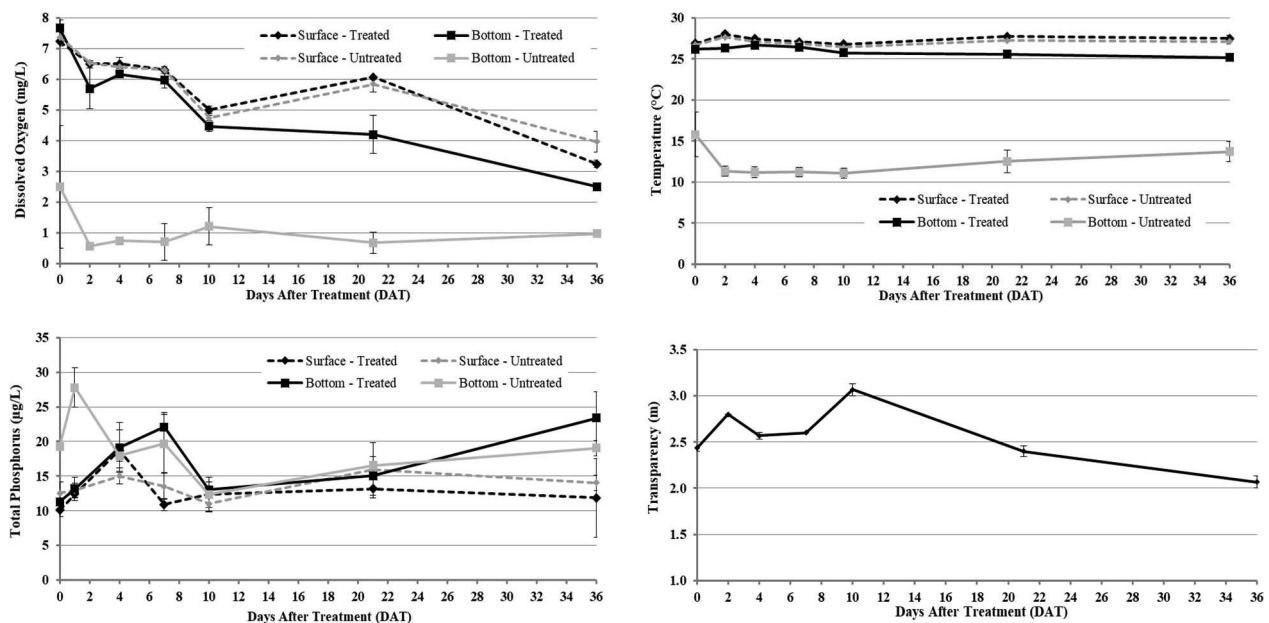 Dissolved Oxygen (mg/L)
8
7
6
5
4
3
2
1
0
Surface - Treated
Bottom - Treated
Surface - Untreated
Bottom - Untreated
0 2 4 6 8 10 12 14 16 18 20 22 24 26 28 30 32 34 36
Days After Treatment (DAT)
Temperature (°C)
30
25
20
15
10
5
0
Surface - Treated
Surface - Untreated
Bottom - Treated
Bottom - Untreated
0 2 4 6 8 10 12 14 16 18 20 22 24 26 28 30 32 34 36
Days After Treatment (DAT)
Total Phosphorus (µg/L)
35
30
25
20
15
10
5
0
Surface - Treated
Surface - Untreated
Bottom - Treated
Bottom - Untreated
0 2 4 6 8 10 12 14 16 18 20 22 24 26 28 30 32 34 36
Days After Treatment (DAT)
Transparency (m)
3.5
3.0
2.5
2.0
1.5
1.0
0 2 4 6 8 10 12 14 16 18 20 22 24 26 28 30 32 34 36
Days After Treatment (DAT)